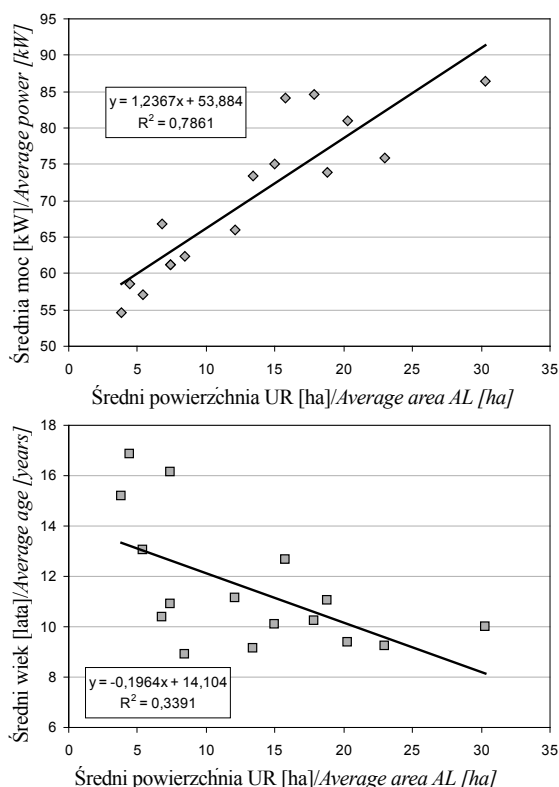 Średnia moc [kW]/Average power [kW]
95
90
85
80
75
70
65
60
55
50
y = 1,2367x + 53,884
R² = 0,7861
0 5 10 15 20 25 30 35
Średni powierzchnia UR [ha]/Average area AL [ha]
Średni wiek [lata]/Average age [years]
18
16
14
12
10
8
6
y = -0,1964x + 14,104
R² = 0,3391
0 5 10 15 20 25 30 35
Średni powierzchnia UR [ha]/Average area AL [ha]